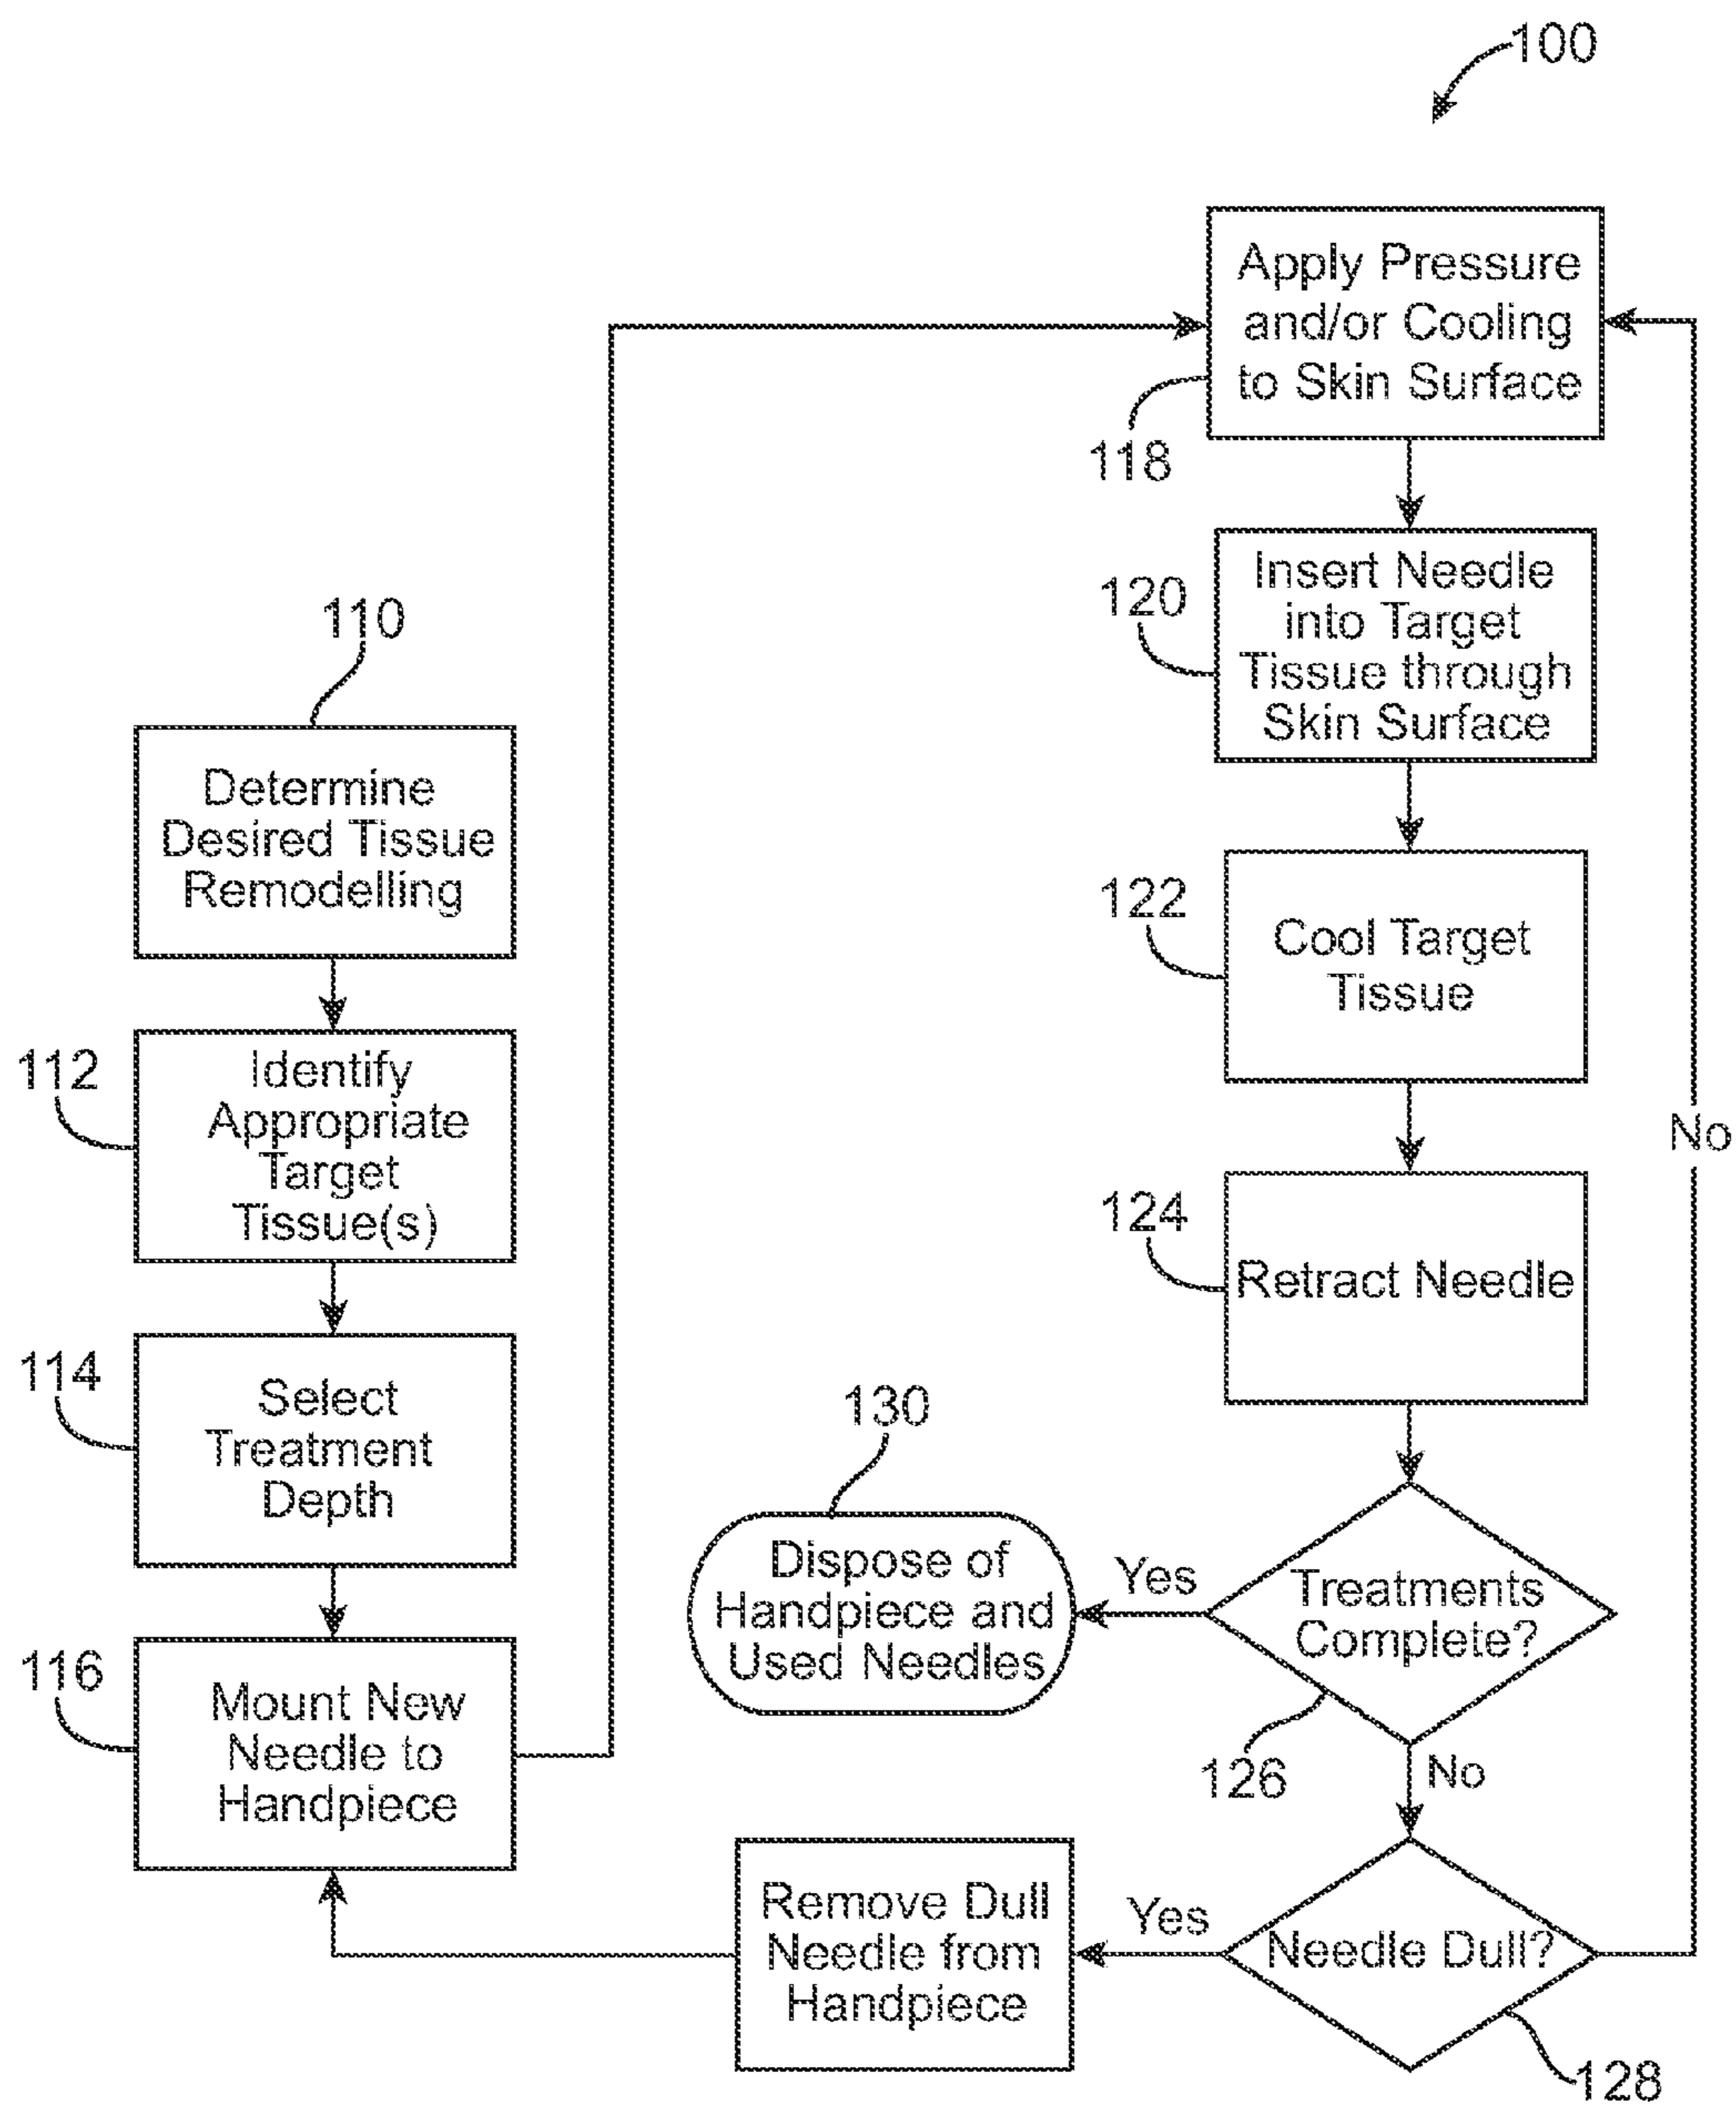 100
110
Determine
Desired Tissue
Remodelling
112
Identify
Appropriate
Target
Tissue(s)
114
Select
Treatment
Depth
116
Mount New
Needle to
Handpiece
Apply Pressure
and/or Cooling
to Skin Surface
118
120
Insert Needle
into Target
Tissue through
Skin Surface
122
Cool Target
Tissue
124
Retract Needle
Treatments
Complete?
126
Yes
130
Dispose of
Handpiece and
Used Needles
No
Needle Dull?
128
Yes
Remove Dull
Needle from
Handpiece
No